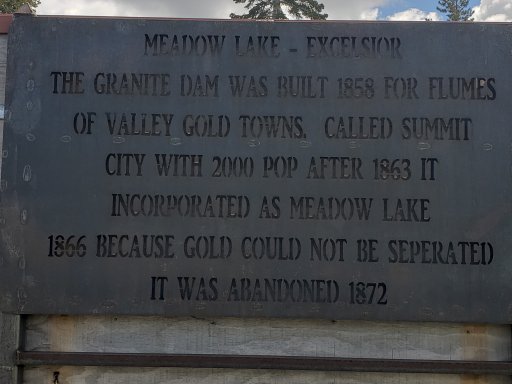 MEADOW LAKE - EXCELSIOR
THE GRANITE DAM WAS BUILT 1858 FOR FLUMES
OF VALLEY GOLD TOWNS. CALLED SUMMIT
CITY WITH 2000 POP AFTER 1863 IT
INCORPORATED AS MEADOW LAKE
1866 BECAUSE GOLD COULD NOT BE SEPERATED
IT WAS ABANDONED 1872